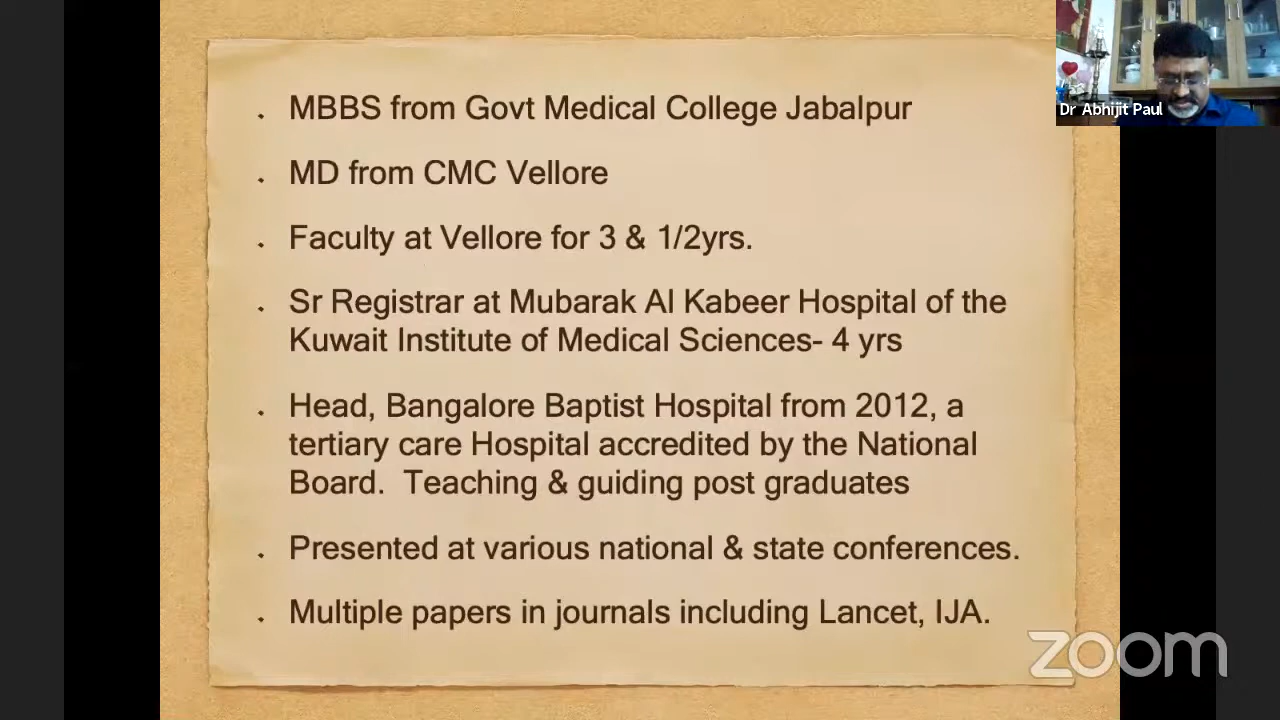 MBBS from Govt Medical College Jabalpur
MD from CMC Vellore
Faculty at Vellore for 3 & 1/2yrs.
Sr Registrar at Mubarak Al Kabeer Hospital of the
Kuwait Institute of Medical Sciences- 4 yrs
Head, Bangalore Baptist Hospital from 2012, a
tertiary care Hospital accredited by the National
Board.  Teaching & guiding post graduates
Presented at various national & state conferences.
Multiple papers in journals including Lancet, IJA.
Dr Abhijit Paul
zoom